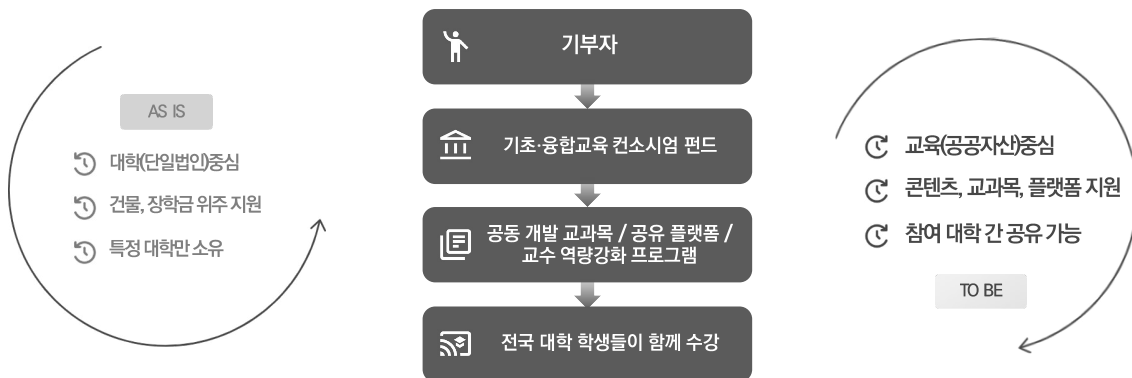 AS IS
대학(단일법인)중심
건물, 장학금 위주 지원
특정 대학만 소유
기부자
기초·융합교육 컨소시엄 펀드
공동 개발 교과목 / 공유 플랫폼 /
교수 역량강화 프로그램
전국 대학 학생들이 함께 수강
교육(공공자산)중심
콘텐츠, 교과목, 플랫폼 지원
참여 대학 간 공유 가능
TO BE